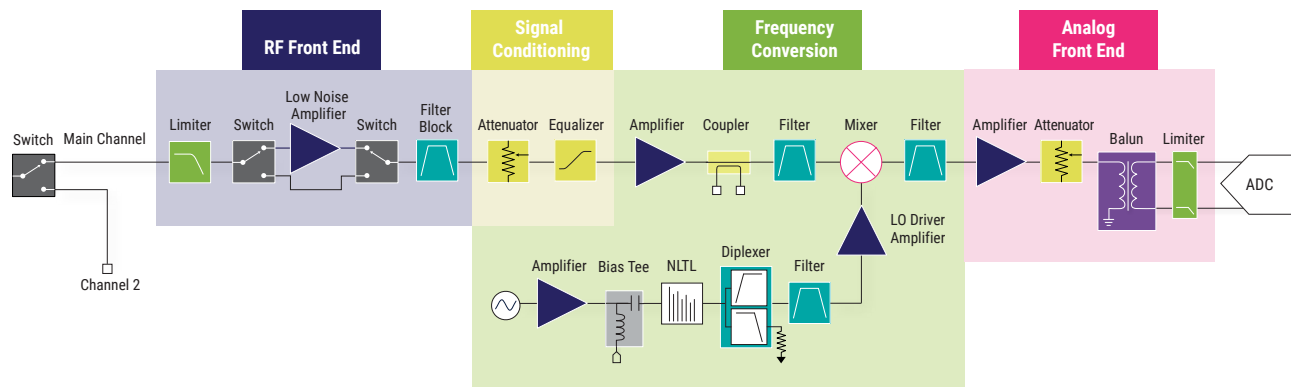 RF Front End
Signal
Conditioning
Frequency
Conversion
Analog
Front End
Switch
Main Channel
Limiter
Switch
Low Noise
Amplifier
Switch
Filter
Block
Attenuator
Equalizer
Amplifier
Coupler
Filter
Mixer
Filter
Amplifier
Attenuator
Balun
Limiter
ADC
Channel 2
LO Driver
Amplifier
Amplifier
Bias Tee
NLTL
Diplexer
Filter